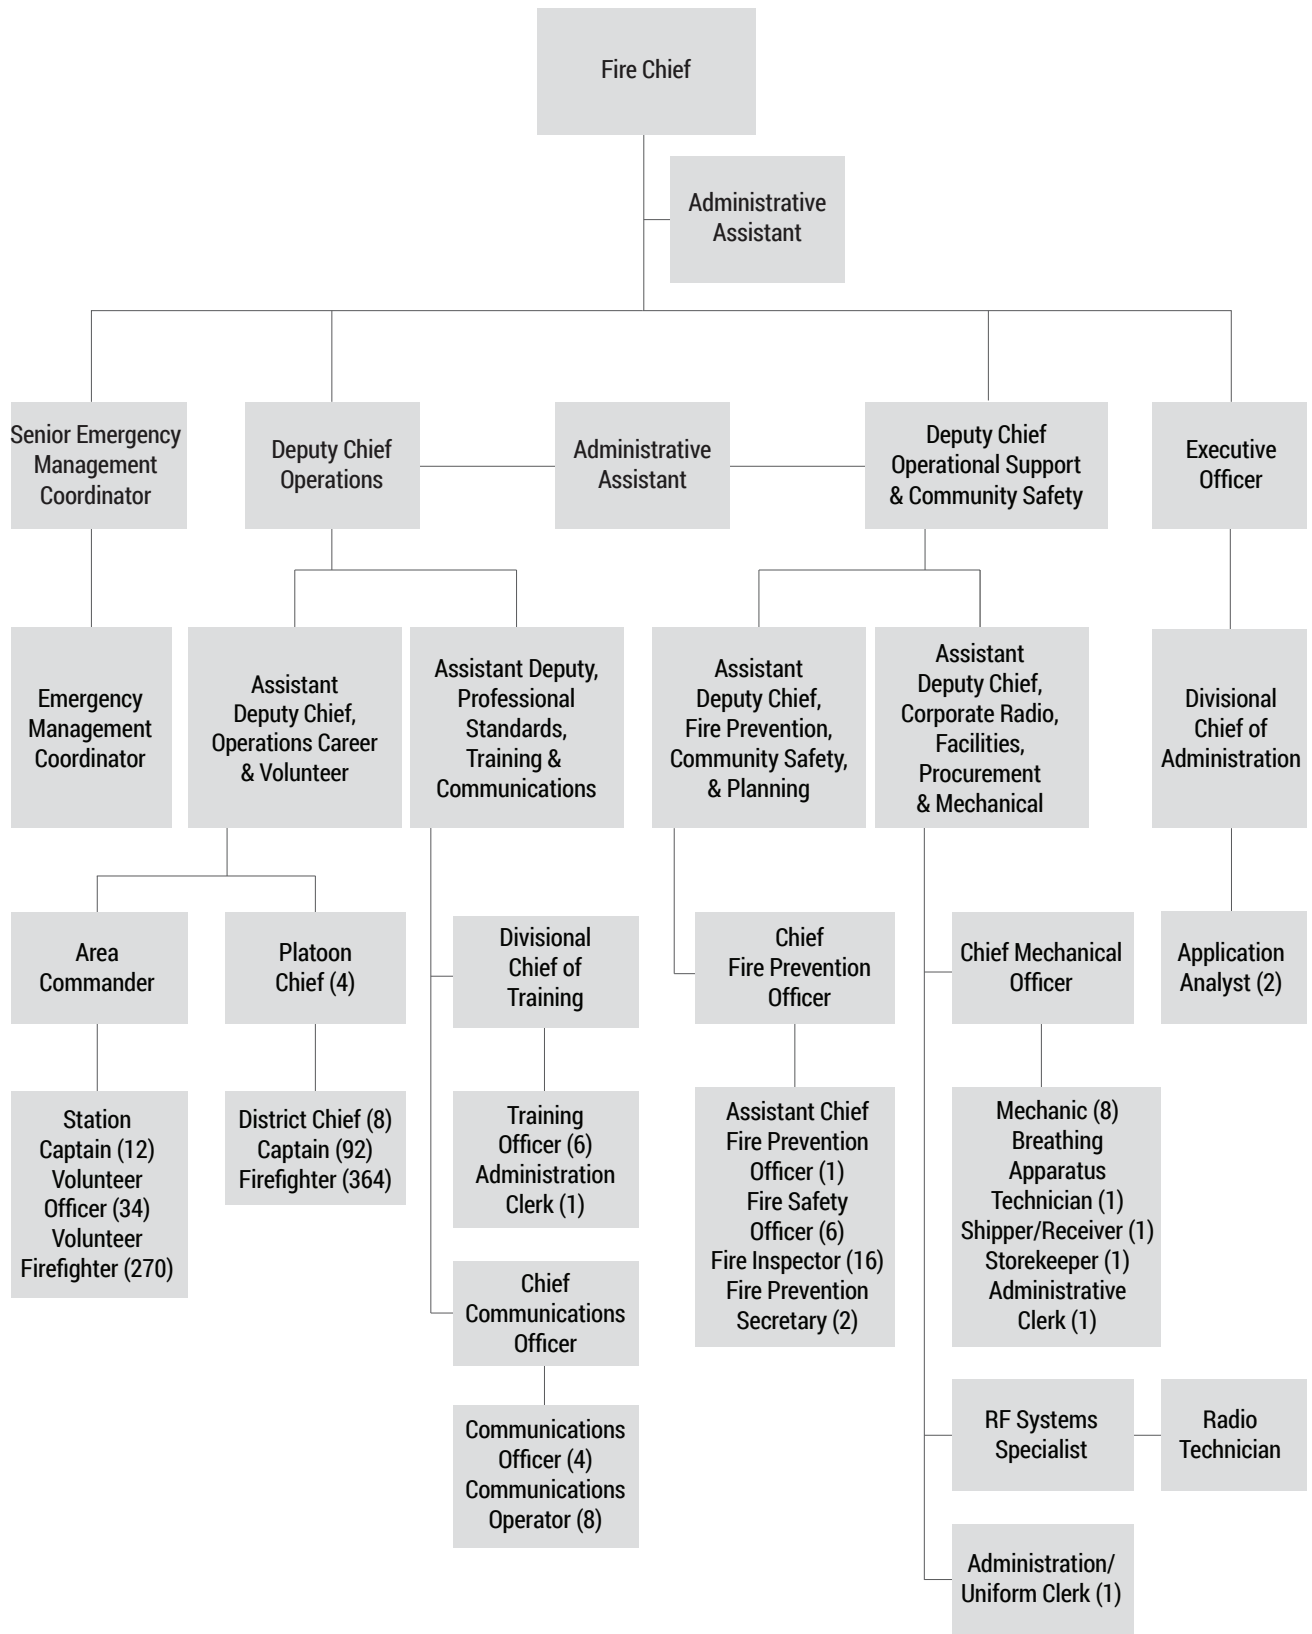 Fire Chief
Administrative
Assistant
Senior Emergency
Management
Coordinator
Deputy Chief
Operations
Administrative
Assistant
Deputy Chief
Operational Support
& Community Safety
Executive
Officer
Emergency
Management
Coordinator
Assistant
Deputy Chief,
Operations Career
& Volunteer
Assistant Deputy,
Professional
Standards,
Training &
Communications
Assistant
Deputy Chief,
Fire Prevention,
Community Safety,
& Planning
Assistant
Deputy Chief,
Corporate Radio,
Facilities,
Procurement
& Mechanical
Divisional
Chief of
Administration
Area
Commander
Platoon
Chief (4)
Divisional
Chief of
Training
Chief
Fire Prevention
Officer
Chief Mechanical
Officer
Application
Analyst (2)
Station
Captain (12)
Volunteer
Officer (34)
Volunteer
Firefighter (270)
District Chief (8)
Captain (92)
Firefighter (364)
Training
Officer (6)
Administration
Clerk (1)
Assistant Chief
Fire Prevention
Officer (1)
Fire Safety
Officer (6)
Fire Inspector (16)
Fire Prevention
Secretary (2)
Mechanic (8)
Breathing
Apparatus
Technician (1)
Shipper/Receiver (1)
Storekeeper (1)
Administrative
Clerk (1)
Chief
Communications
Officer
Communications
Officer (4)
Communications
Operator (8)
RF Systems
Specialist
Radio
Technician
Administration/
Uniform Clerk (1)